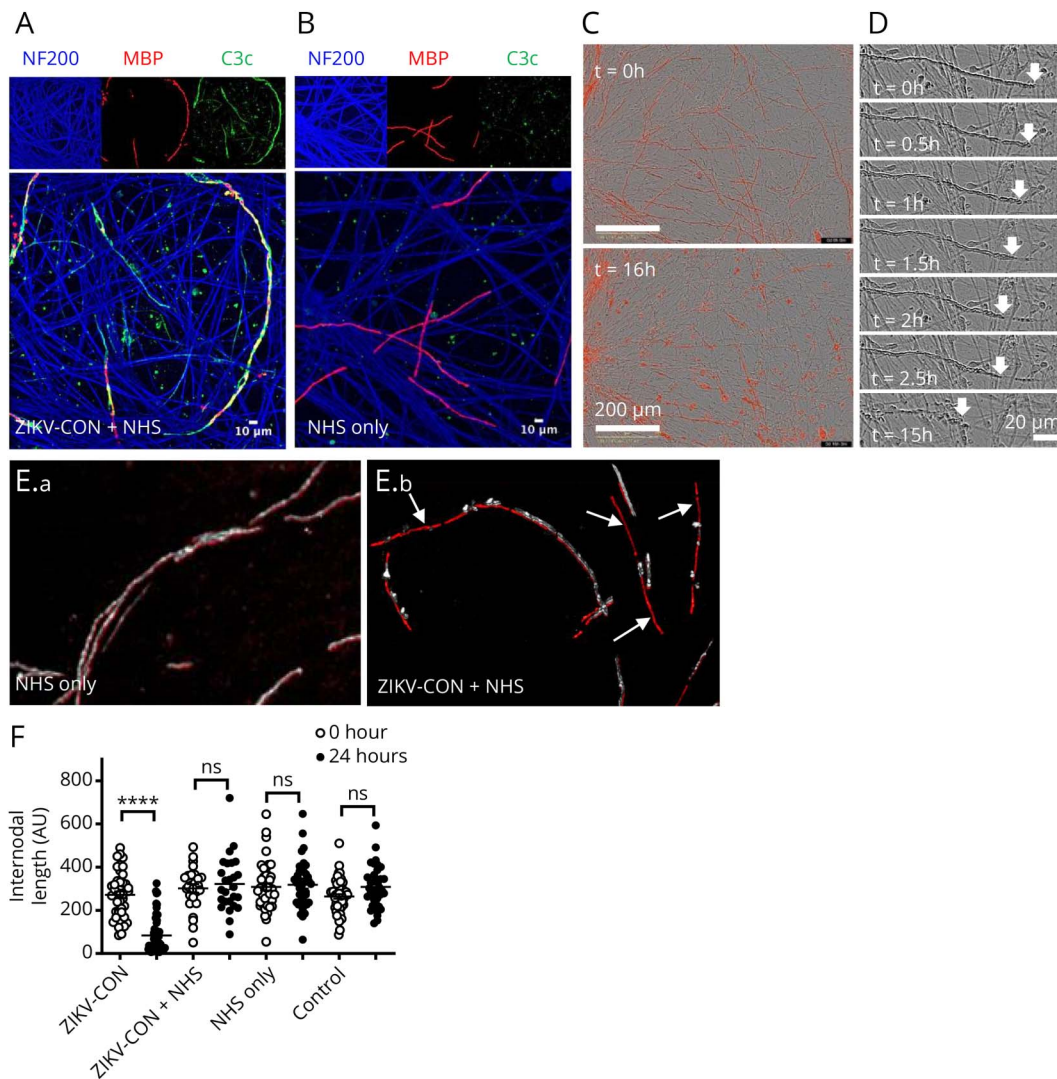 A
NF200 MBP C3c
ZIKV-CON + NHS
10 μm
B
NF200 MBP C3c
NHS only
10 μm
C
t = 0h
t = 16h
200 μm
D
t = 0h
t = 0.5h
t = 1h
t = 1.5h
t = 2h
t = 2.5h
t = 15h
20 μm
E.a
NHS only
E.b
ZIKV-CON + NHS
F
0 hour
24 hours
Internodal
length (AU)
800
600
400
200
0
****
ns
ns
ns
ZIKV-CON
ZIKV-CON + NHS
NHS only
Control